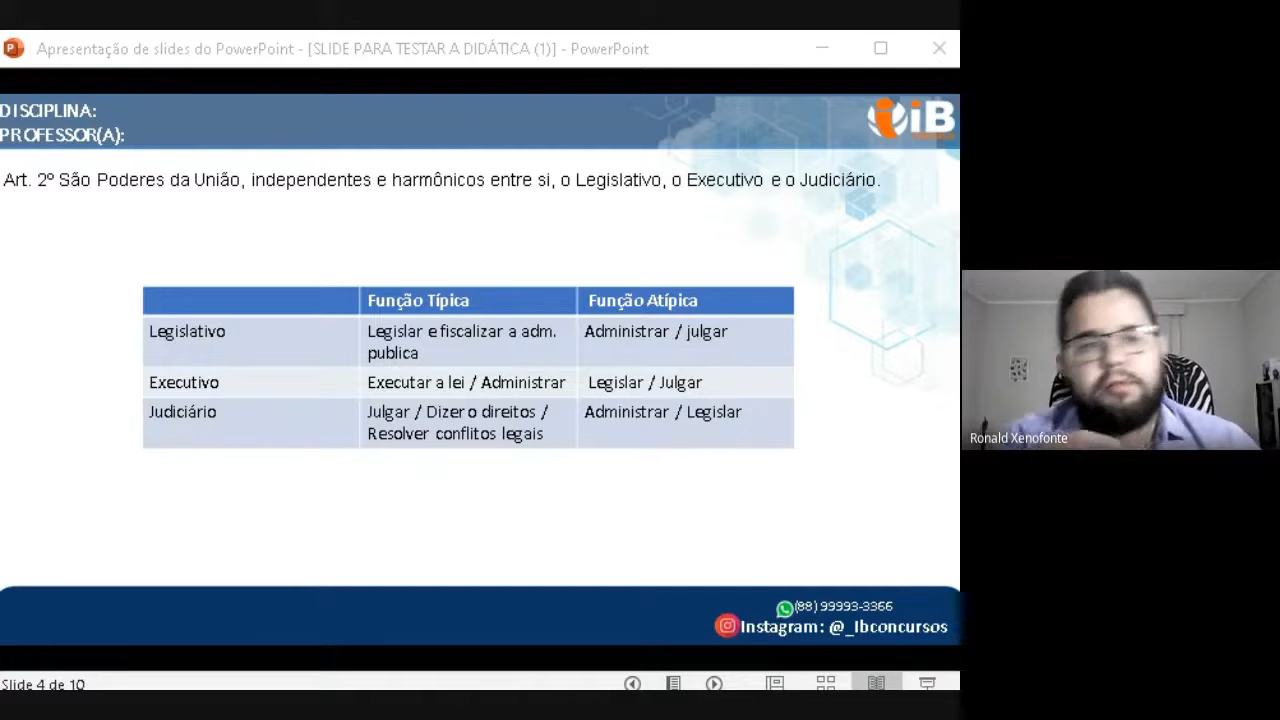 Apresentação de slides do PowerPoint - [SLIDE PARA TESTAR A DIDÁTICA (1)] - PowerPoint
DISCIPLINA:
PROFESSOR(A):
iB
Art. 2º São Poderes da União, independentes e harmônicos entre si, o Legislativo, o Executivo e o Judiciário.
Função Típica Função Atípica
Legislativo Legislar e fiscalizar a adm. publica Administrar / julgar
Executivo Executar a lei / Administrar Legislar / Julgar
Judiciário Julgar / Dizer o direitos / Resolver conflitos legais Administrar / Legislar
Ronald Xenofonte
(88) 99993-3366
Instagram: @_Ibconcursos
Slide 4 de 10